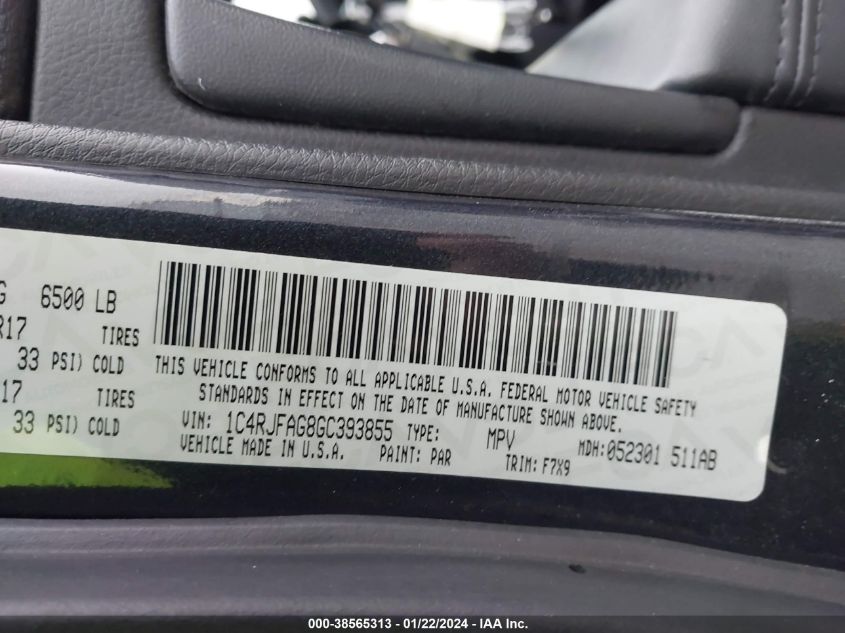 G 6500 LB
R17 TIRES
33 PSI) COLD
17 TIRES
33 PSI) COLD
THIS VEHICLE CONFORMS TO ALL APPLICABLE U.S.A. FEDERAL MOTOR VEHICLE SAFETY
STANDARDS IN EFFECT ON THE DATE OF MANUFACTURE SHOWN ABOVE.
VIN: 1C4RJFAG8GC393855 TYPE: MPV MDH:052301 511AB
VEHICLE MADE IN U.S.A. PAINT: PAR TRIM: F7X9
000-38565313 - 01/22/2024 - IAA Inc.